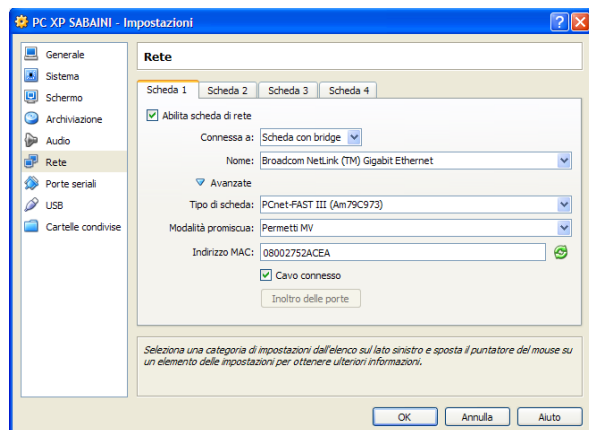 PC XP SABAINI - Impostazioni
Generale
Sistema
Schermo
Archiviazione
Audio
Rete
Porte seriali
USB
Cartelle condivise
Rete
Scheda 1 Scheda 2 Scheda 3 Scheda 4
Abilita scheda di rete
Connessa a: Scheda con bridge
Nome: Broadcom NetLink (TM) Gigabit Ethernet
Avanzate
Tipo di scheda: PCnet-FAST III (Am79C973)
Modalità promiscua: Permetti MV
Indirizzo MAC: 08002752ACEA
Cavo connesso
Inoltro delle porte
Seleziona una categoria di impostazioni dall'elenco sul lato sinistro e sposta il puntatore del mouse su
un elemento delle impostazioni per ottenere ulteriori informazioni.
OK Annulla Aiuto